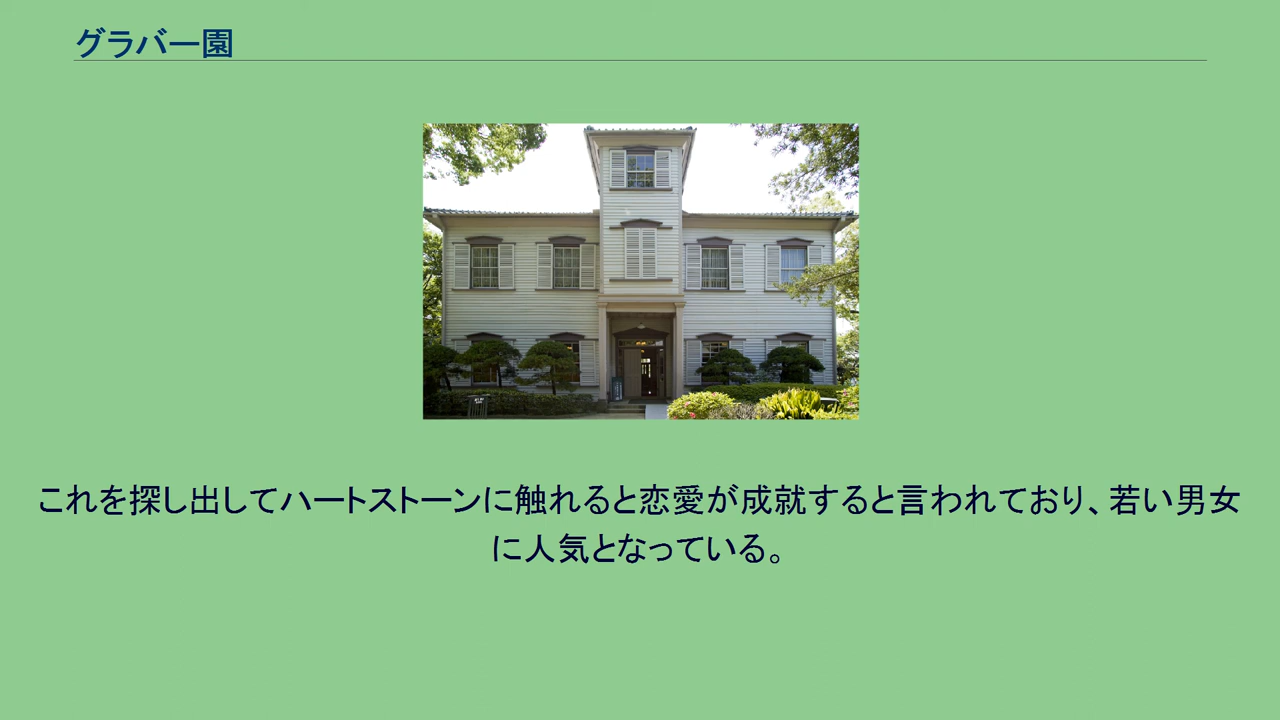 グラバー園
これを探し出してハートストーンに触れると恋愛が成就すると言われており、若い男女
に人気となっている。